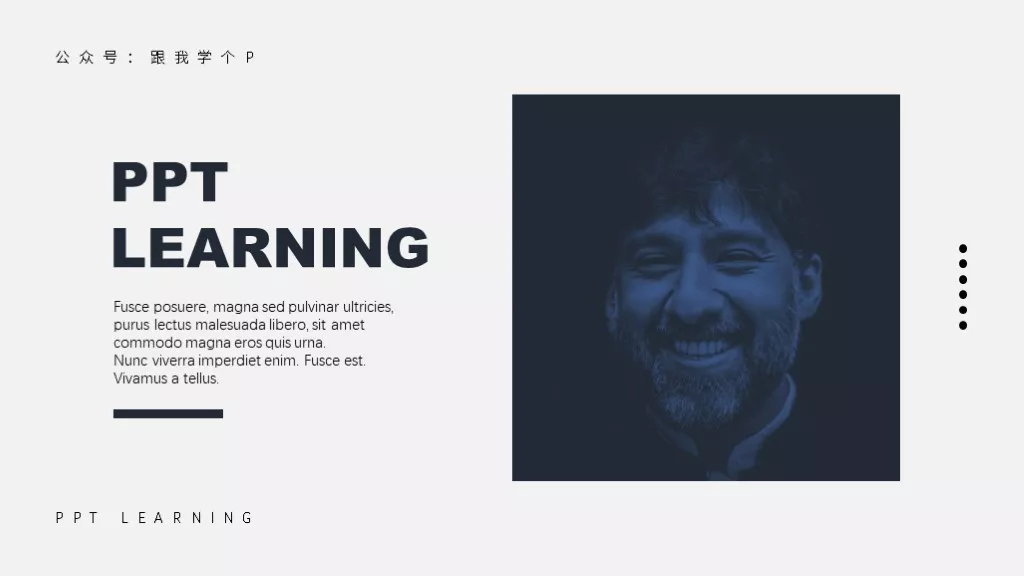 公众号：跟我学个P
PPT
LEARNING
Fusce posuere, magna sed pulvinar ultricies,
purus lectus malesuada libero, sit amet
commodo magna eros quis urna.
Nunc viverra imperdiet enim. Fusce est.
Vivamus a tellus.
PPT LEARNING